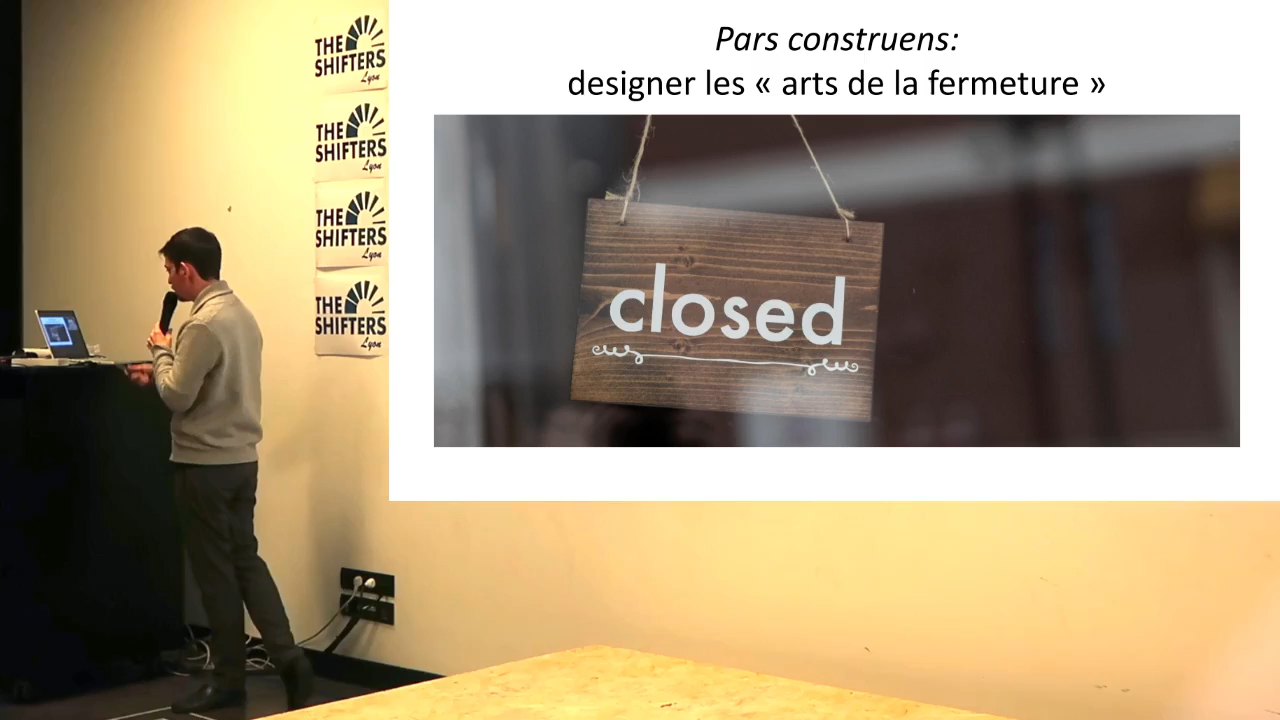 THE
SHIFTERS
Lyon
THE
SHIFTERS
Lyon
THE
SHIFTERS
Lyon
THE
SHIFTERS
Lyon
Pars construens:
designer les « arts de la fermeture »
closed